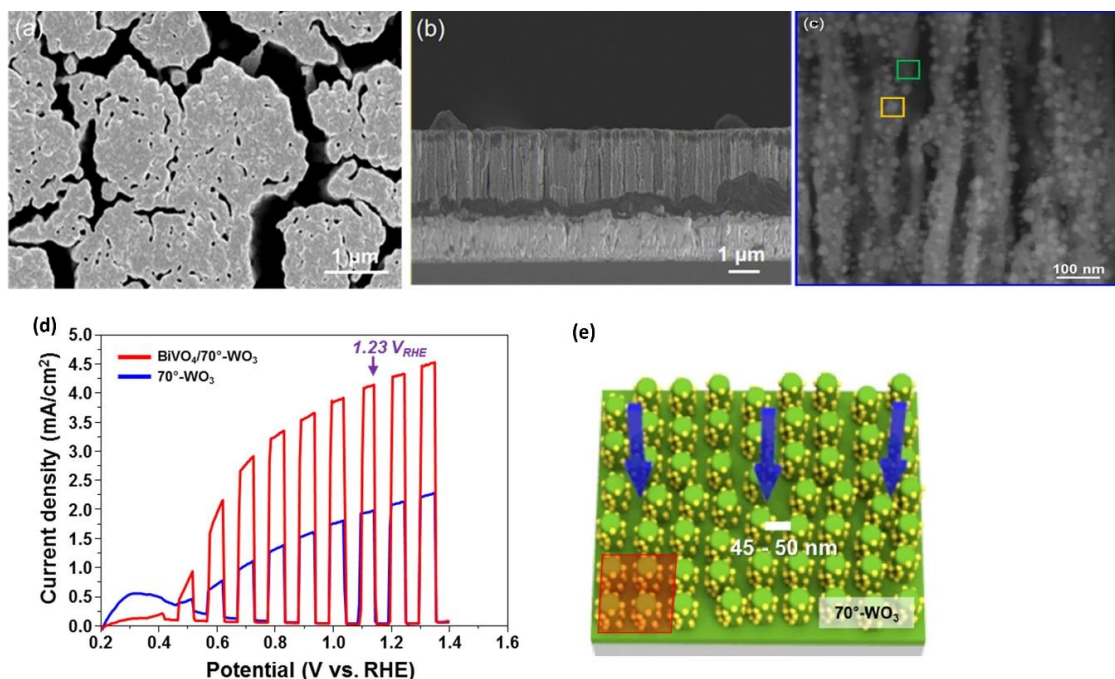 (a)
1 μm
(b)
1 μm
(c)
100 nm
(d)
5.0
4.5
4.0
3.5
3.0
2.5
2.0
1.5
1.0
0.5
0.0
Current density (mA/cm²)
BiVO₄/70°-WO₃
70°-WO₃
1.23 V_RHE
0.2 0.4 0.6 0.8 1.0 1.2 1.4 1.6
Potential (V vs. RHE)
(e)
45 - 50 nm
70°-WO₃